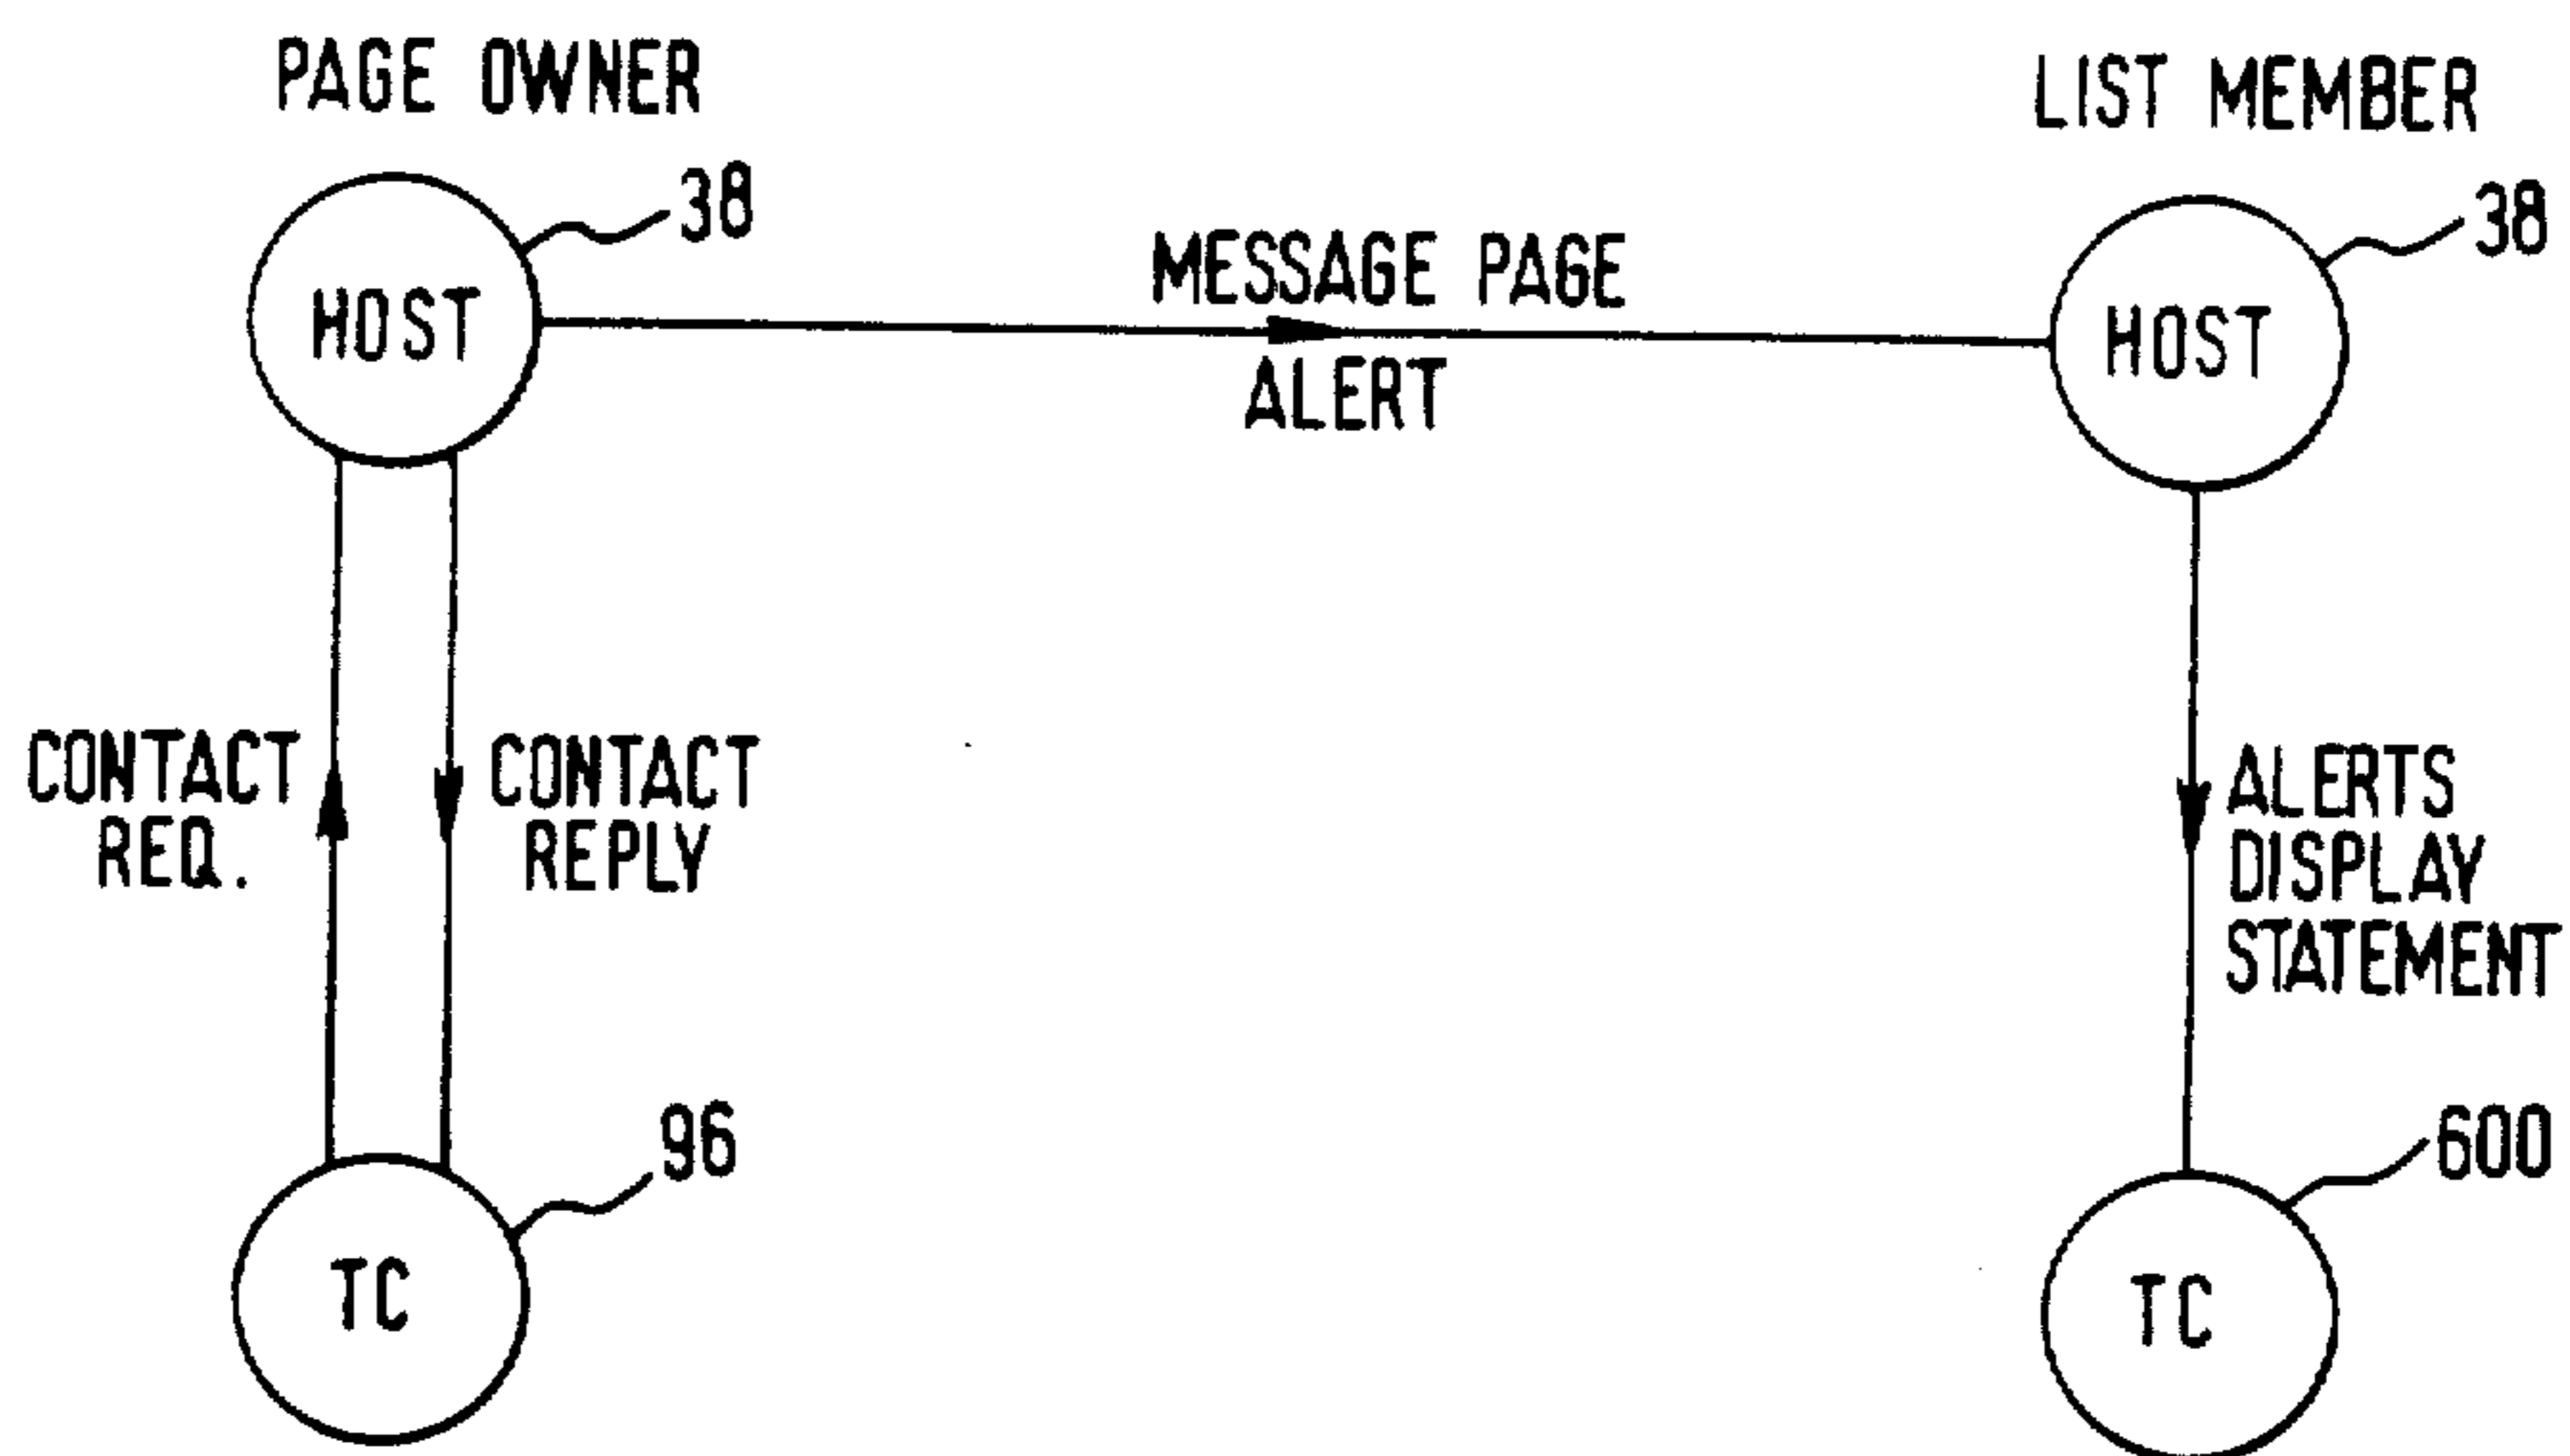 PAGE OWNER
LIST MEMBER
38
38
HOST
MESSAGE PAGE
ALERT
HOST
CONTACT
REQ.
CONTACT
REPLY
ALERTS
DISPLAY
STATEMENT
96
600
TC
TC